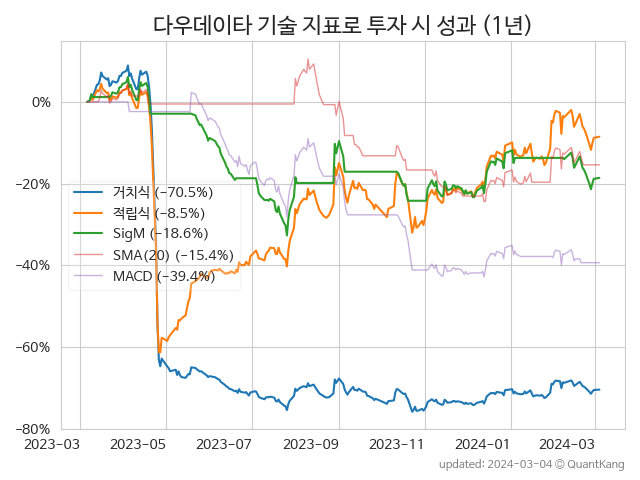 다우데이타 기술 지표로 투자 시 성과 (1년)
0%
−20%
−40%
−60%
−80%
거치식 (−70.5%)
적립식 (−8.5%)
SigM (−18.6%)
SMA(20) (−15.4%)
MACD (−39.4%)
2023−03 2023−05 2023−07 2023−09 2023−11 2024−01 2024−03
updated: 2024−03−04 © QuantKang